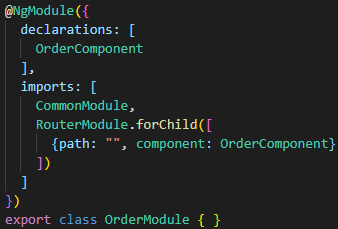 @NgModule({
  declarations: [
    OrderComponent
  ],
  imports: [
    CommonModule,
    RouterModule.forChild([
      {path: "", component: OrderComponent}
    ])
  ]
})
export class OrderModule { }